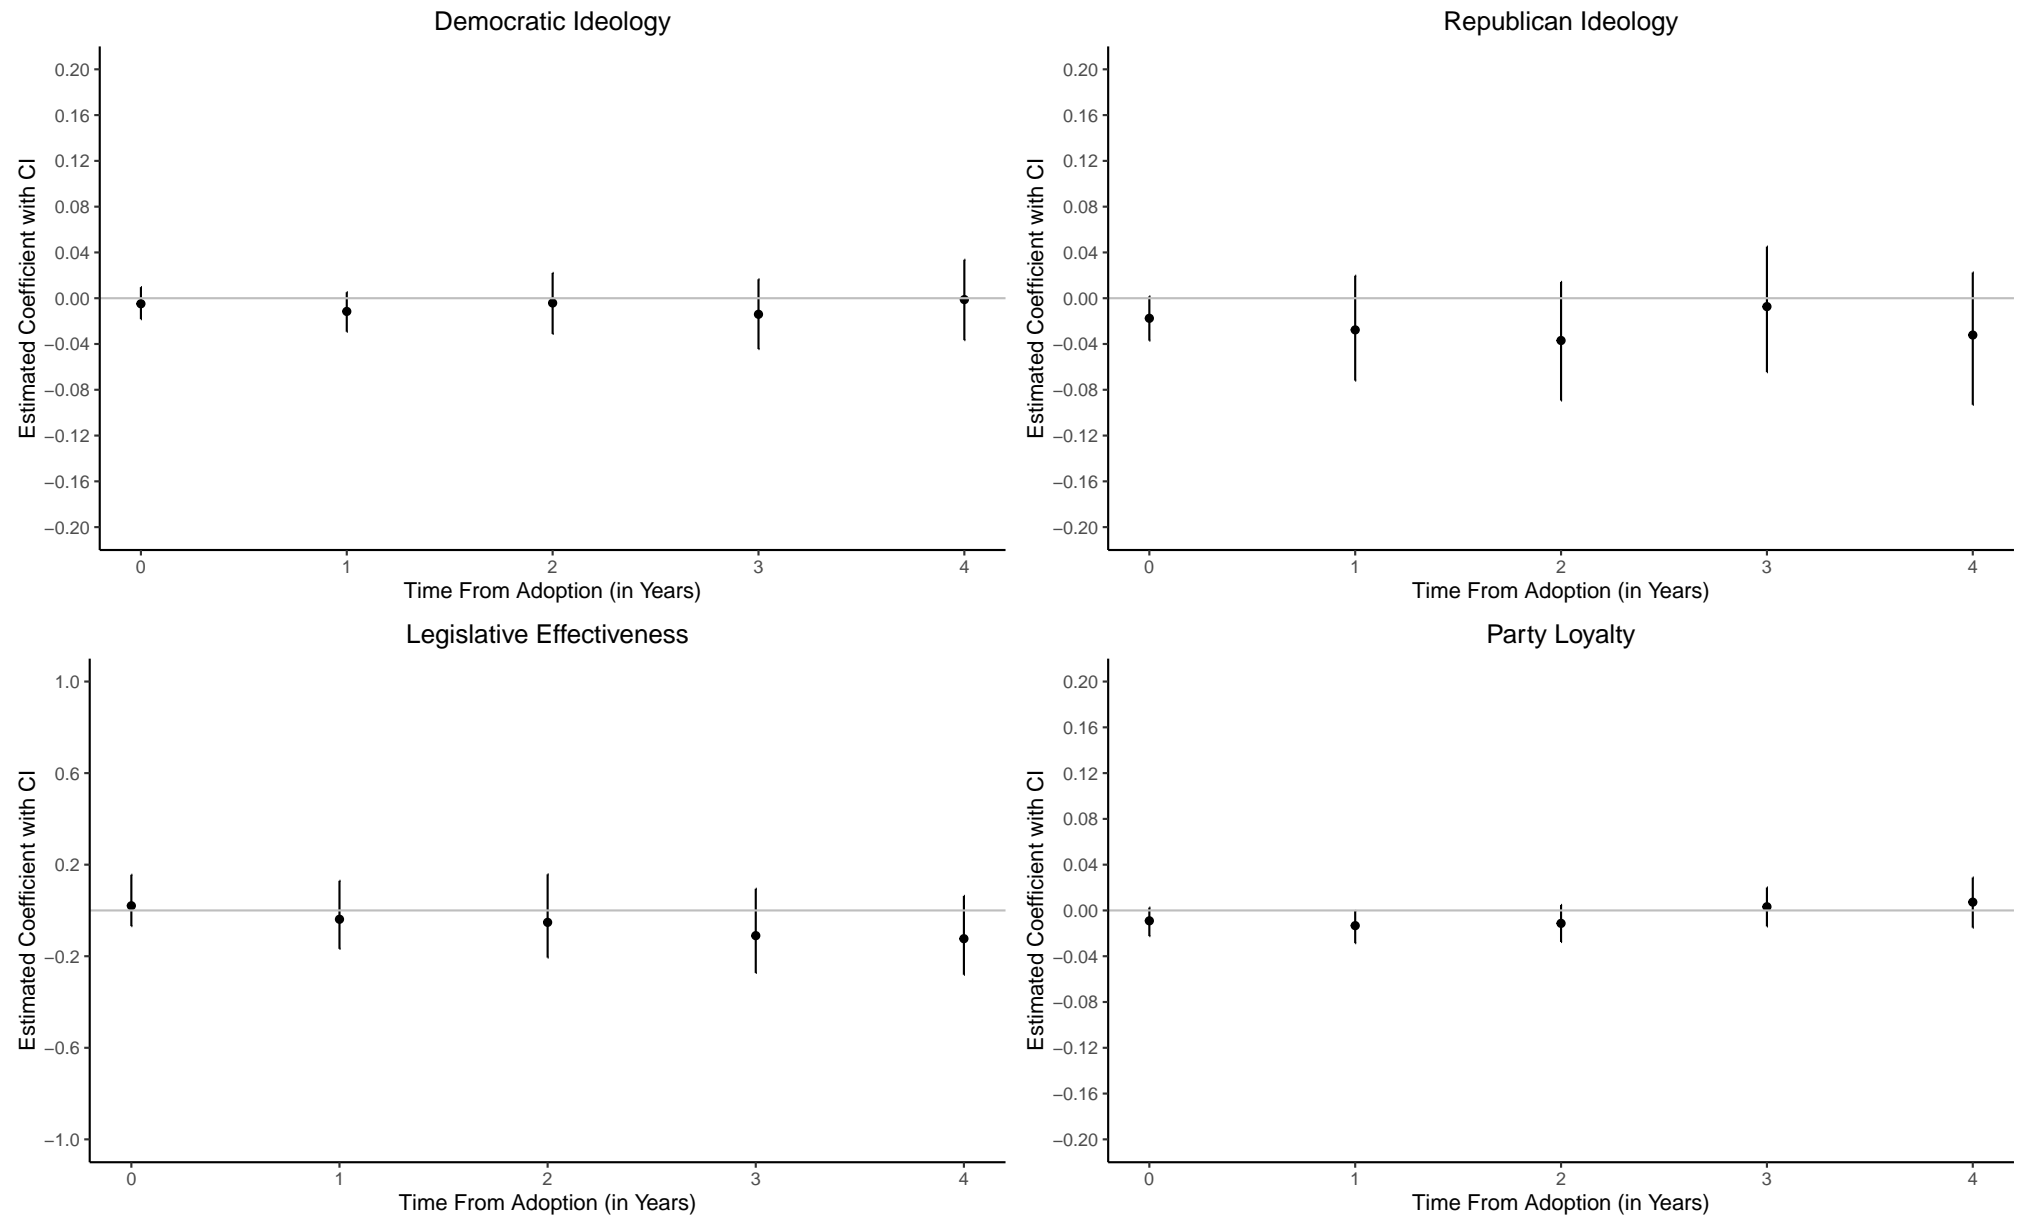 Democratic Ideology
Estimated Coefficient with CI
0.20
0.16
0.12
0.08
0.04
0.00
−0.04
−0.08
−0.12
−0.16
−0.20
0 1 2 3 4
Time From Adoption (in Years)
Republican Ideology
Estimated Coefficient with CI
0.20
0.16
0.12
0.08
0.04
0.00
−0.04
−0.08
−0.12
−0.16
−0.20
0 1 2 3 4
Time From Adoption (in Years)
Legislative Effectiveness
Estimated Coefficient with CI
1.0
0.6
0.2
−0.2
−0.6
−1.0
0 1 2 3 4
Time From Adoption (in Years)
Party Loyalty
Estimated Coefficient with CI
0.20
0.16
0.12
0.08
0.04
0.00
−0.04
−0.08
−0.12
−0.16
−0.20
0 1 2 3 4
Time From Adoption (in Years)